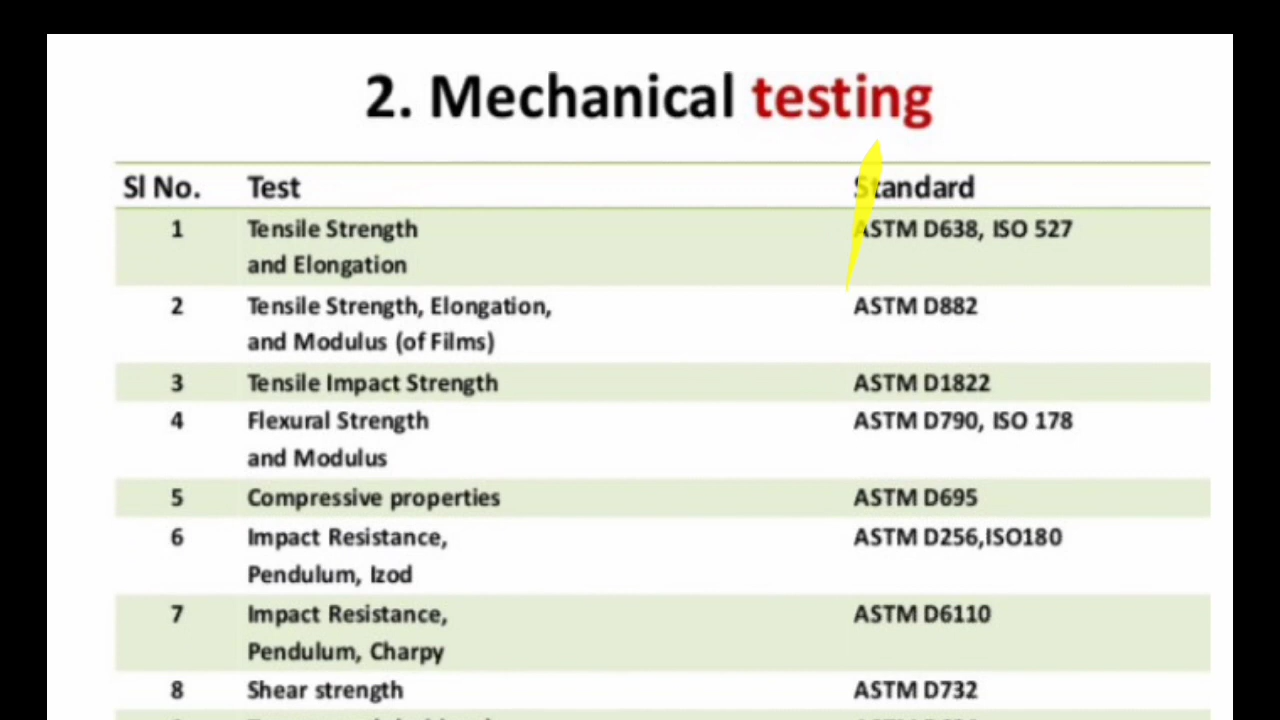 2. Mechanical testing
Sl No. Test Standard
1 Tensile Strength ASTM D638, ISO 527
and Elongation
2 Tensile Strength, Elongation, ASTM D882
and Modulus (of Films)
3 Tensile Impact Strength ASTM D1822
4 Flexural Strength ASTM D790, ISO 178
and Modulus
5 Compressive properties ASTM D695
6 Impact Resistance, ASTM D256,ISO180
Pendulum, Izod
7 Impact Resistance, ASTM D6110
Pendulum, Charpy
8 Shear strength ASTM D732